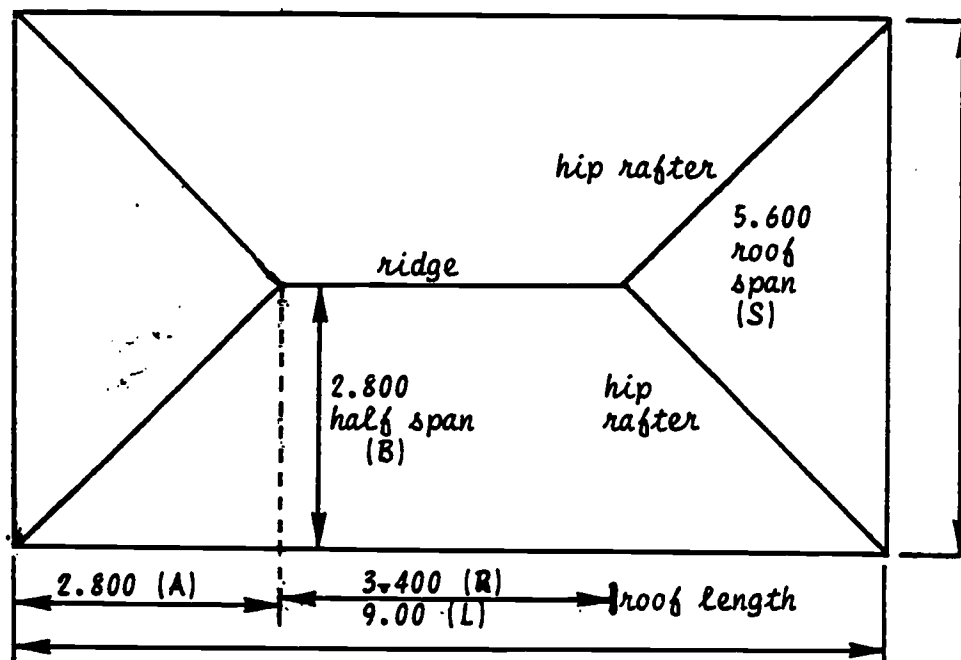 hip rafter
5.600
roof
span
(S)
ridge
2.800
half span
(B)
hip
rafter
2.800 (A)
3.400 (R)
roof length
9.00 (L)